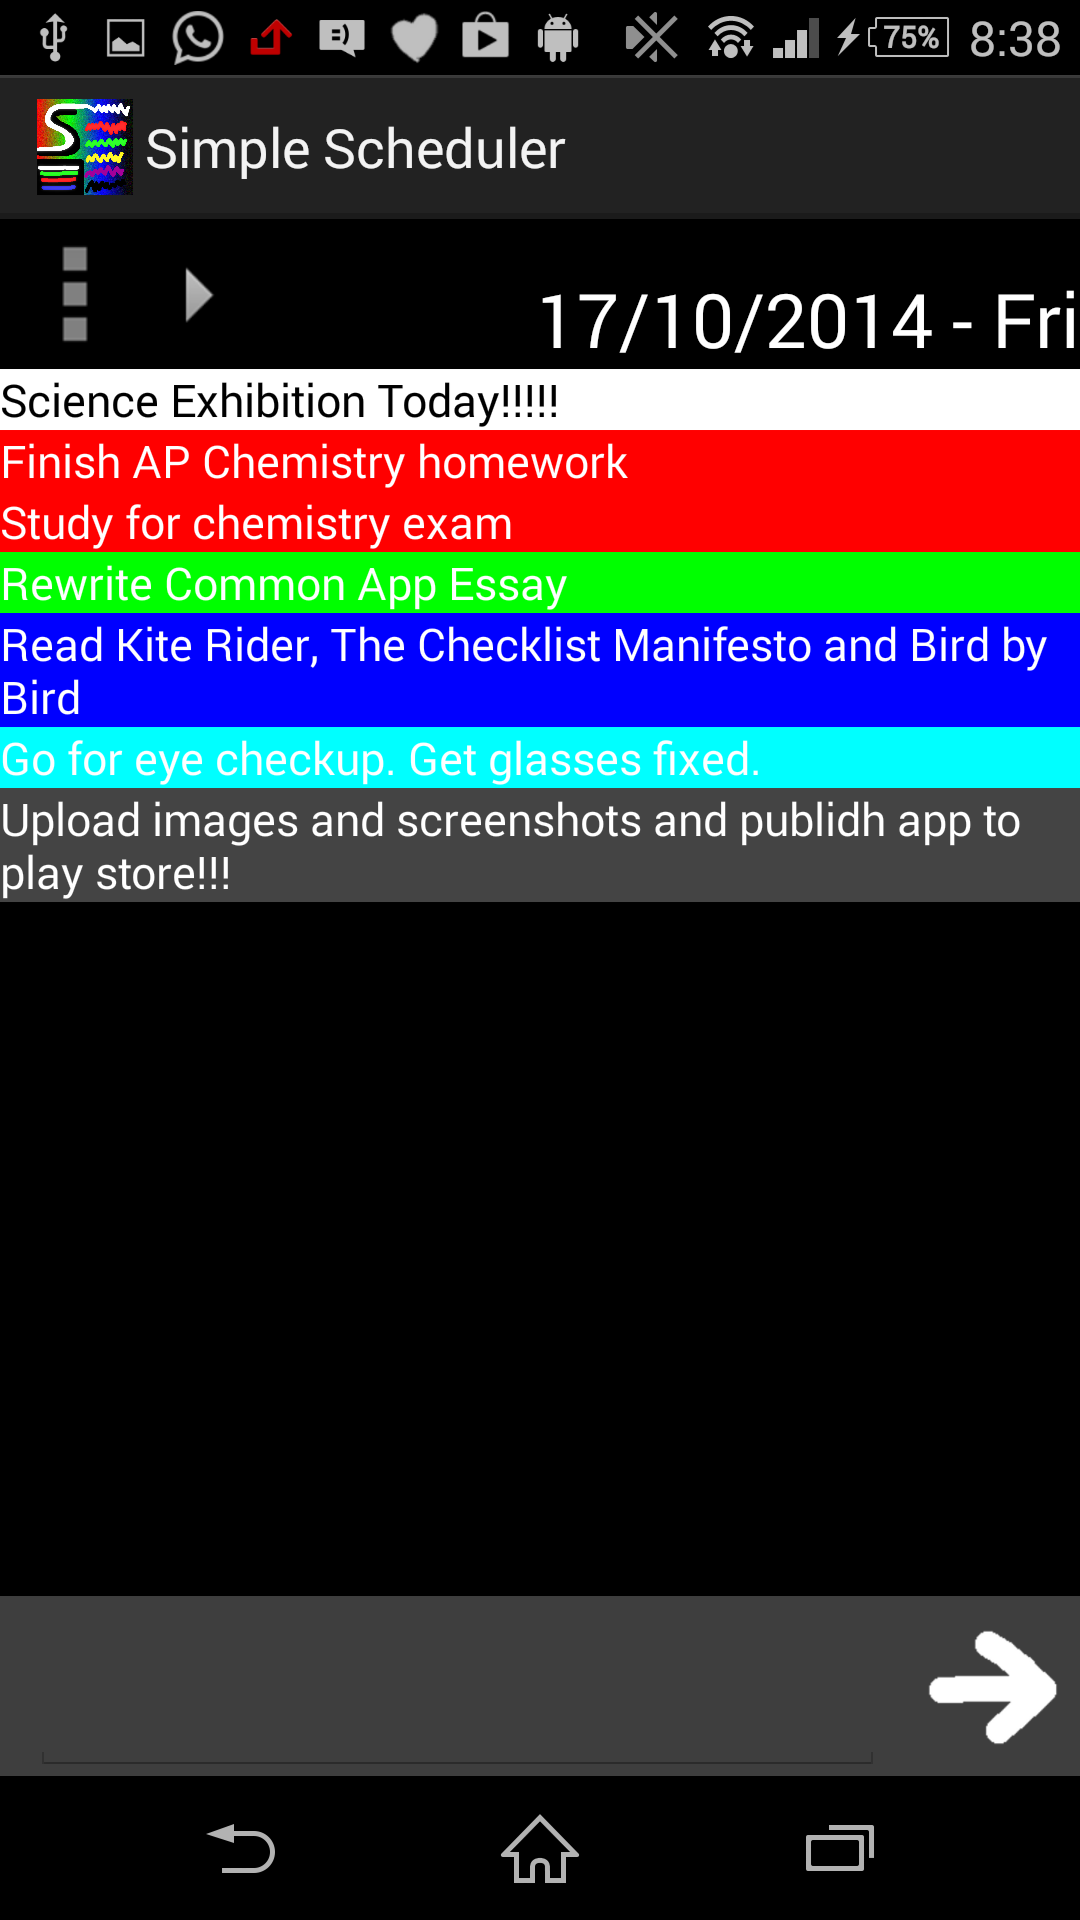 75% 8:38
Simple Scheduler
17/10/2014 - Fri
Science Exhibition Today!!!!!
Finish AP Chemistry homework
Study for chemistry exam
Rewrite Common App Essay
Read Kite Rider, The Checklist Manifesto and Bird by
Bird
Go for eye checkup. Get glasses fixed.
Upload images and screenshots and publidh app to
play store!!!